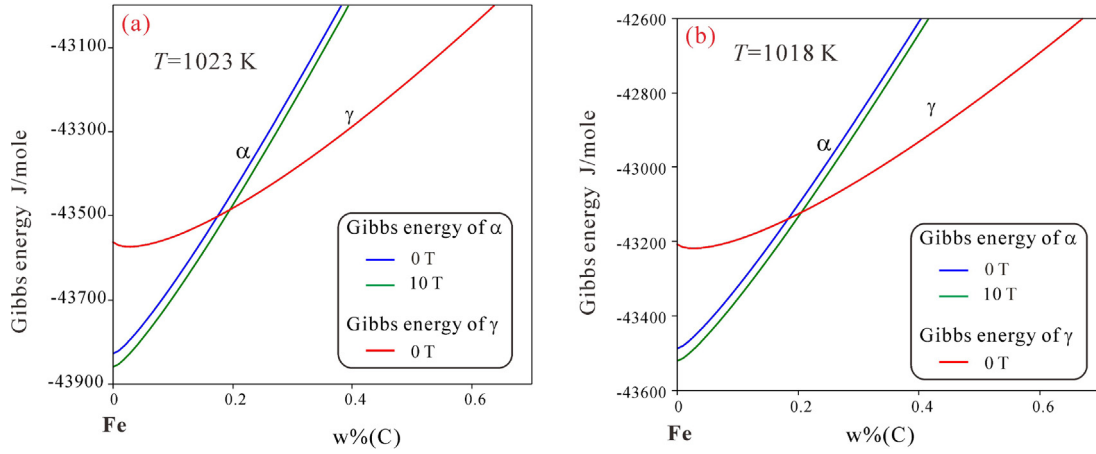 (a)
T=1023 K
Gibbs energy J/mole
-43100
-43300
-43500
-43700
-43900
α
γ
Gibbs energy of α
0 T
10 T
Gibbs energy of γ
0 T
0
0.2
0.4
0.6
Fe
w%(C)
(b)
T=1018 K
Gibbs energy J/mole
-42600
-42800
-43000
-43200
-43400
-43600
α
γ
Gibbs energy of α
0 T
10 T
Gibbs energy of γ
0 T
0
0.2
0.4
0.6
Fe
w%(C)